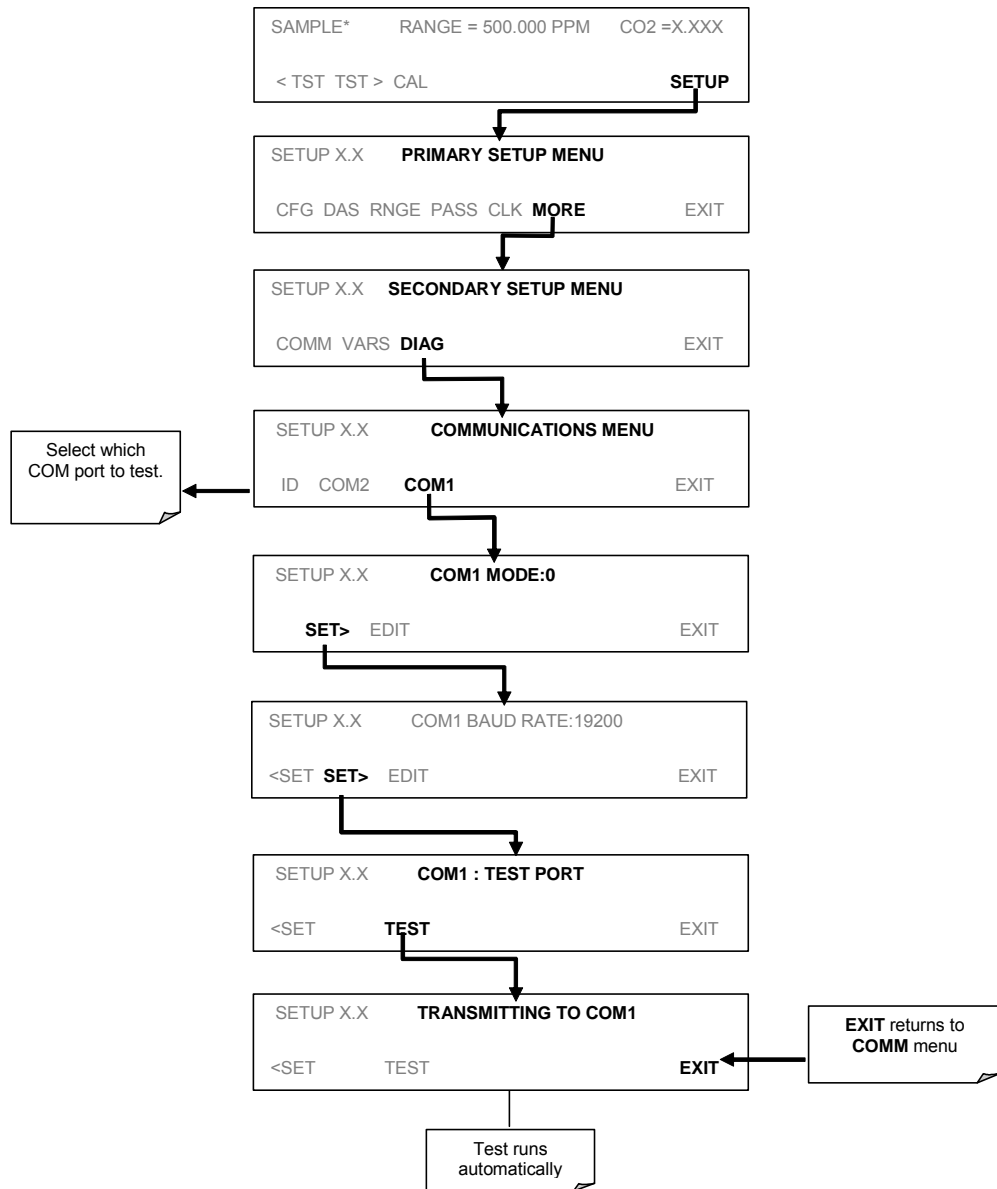 SAMPLE* RANGE = 500.000 PPM CO2 =X.XXX
< TST TST > CAL SETUP
SETUP X.X PRIMARY SETUP MENU
CFG DAS RNGE PASS CLK MORE EXIT
SETUP X.X SECONDARY SETUP MENU
COMM VARS DIAG EXIT
SETUP X.X COMMUNICATIONS MENU
ID COM2 COM1 EXIT
Select which
COM port to test.
SETUP X.X COM1 MODE:0
SET> EDIT EXIT
SETUP X.X COM1 BAUD RATE:19200
<SET SET> EDIT EXIT
SETUP X.X COM1 : TEST PORT
<SET TEST EXIT
SETUP X.X TRANSMITTING TO COM1
<SET TEST EXIT
EXIT returns to
COMM menu
Test runs
automatically